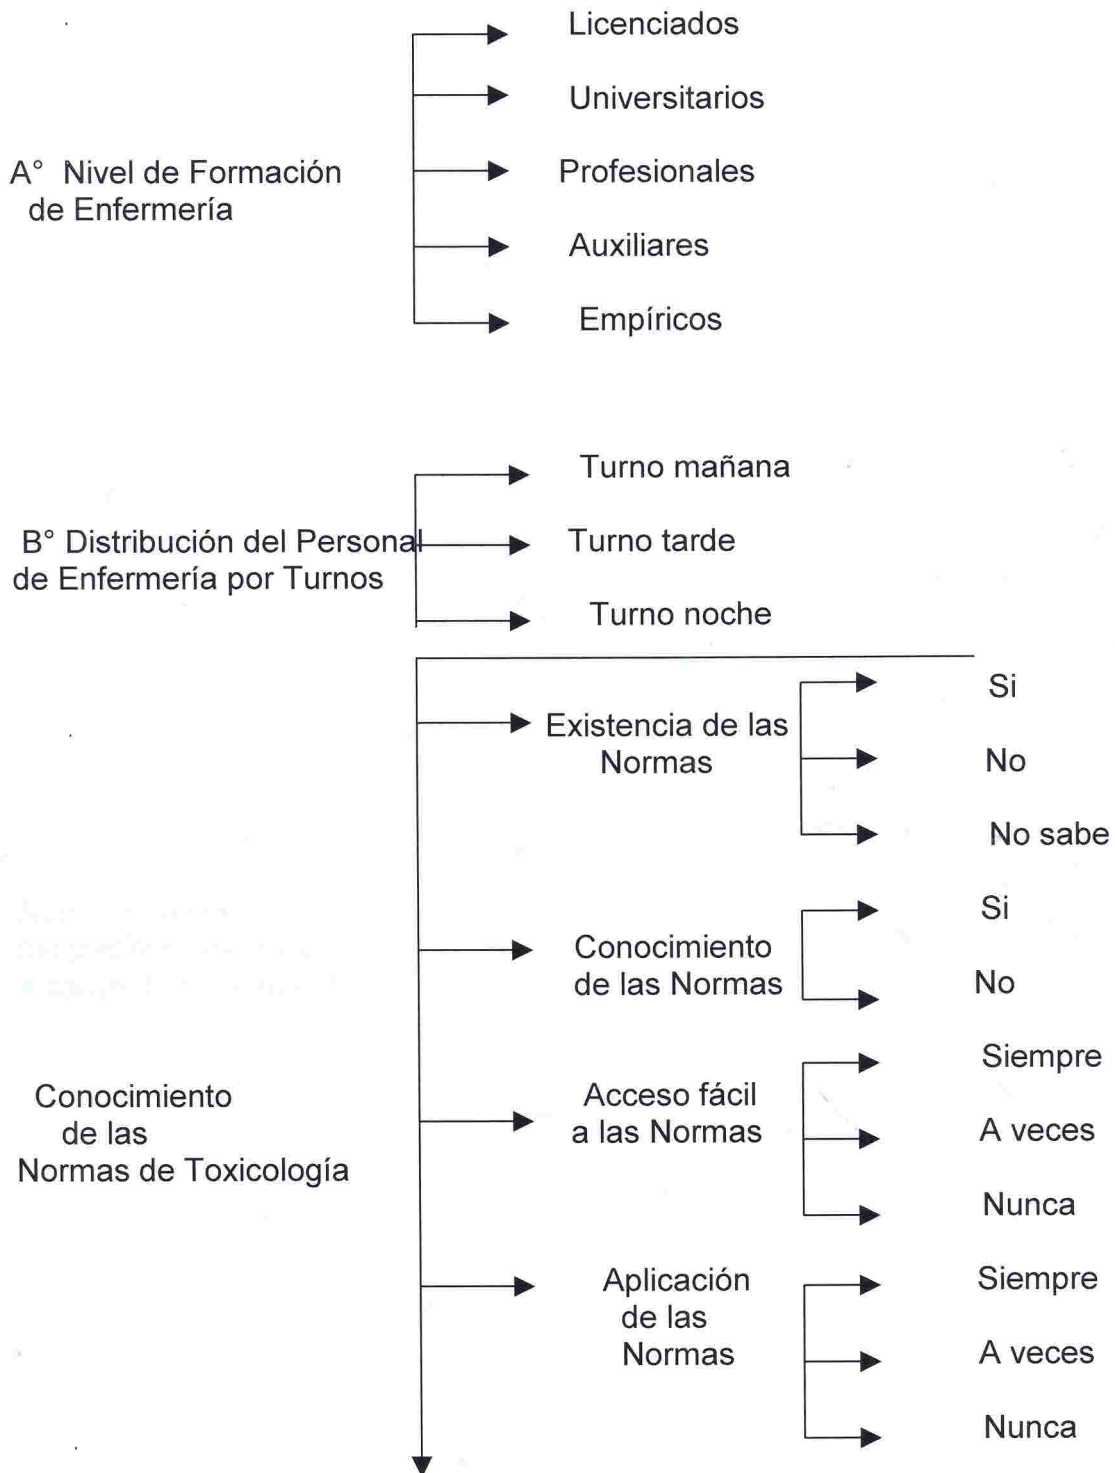 Licenciados
Universitarios
A° Nivel de Formación
de Enfermería
Profesionales
Auxiliares
Empíricos
Turno mañana
B° Distribución del Personal
de Enfermería por Turnos
Turno tarde
Turno noche
Existencia de las
Normas
Si
No
No sabe
Conocimiento
de las Normas
Si
No
Conocimiento
de las
Normas de Toxicología
Acceso fácil
a las Normas
Siempre
A veces
Nunca
Aplicación
de las
Normas
Siempre
A veces
Nunca